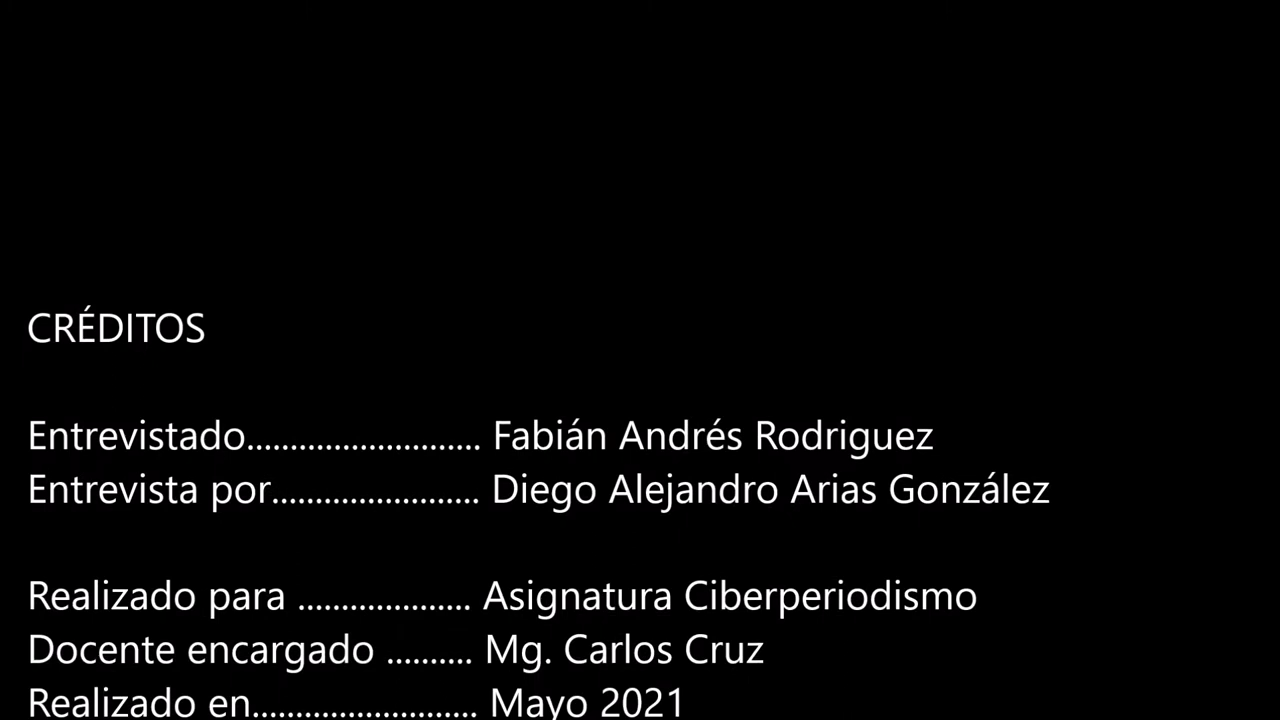 CRÉDITOS
Entrevistado........................... Fabián Andrés Rodriguez
Entrevista por........................ Diego Alejandro Arias González
Realizado para .................... Asignatura Ciberperiodismo
Docente encargado .......... Mg. Carlos Cruz
Realizado en.......................... Mayo 2021